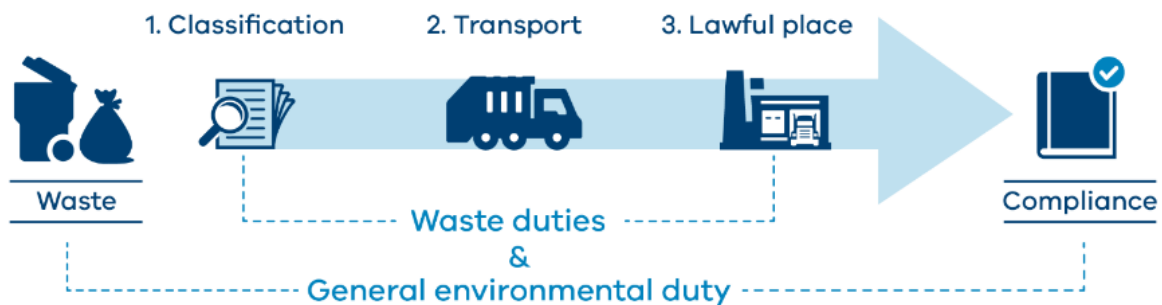 1. Classification
2. Transport
3. Lawful place
Waste
Compliance
Waste duties
&
General environmental duty